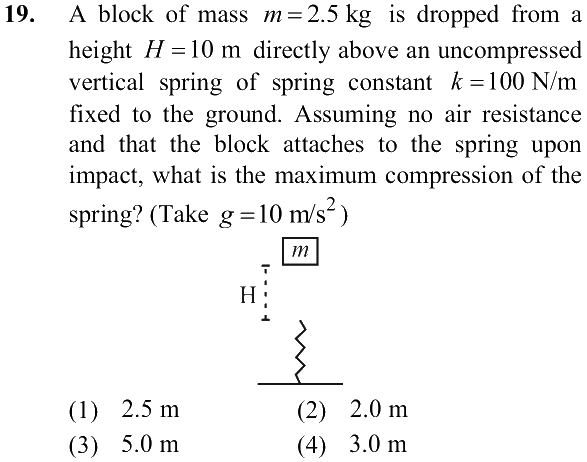 19. A block of mass m = 2.5 kg is dropped from a
height H = 10 m directly above an uncompressed
vertical spring of spring constant k = 100 N/m
fixed to the ground. Assuming no air resistance
and that the block attaches to the spring upon
impact, what is the maximum compression of the
spring? (Take g = 10 m/s²)
m
H
(1) 2.5 m (2) 2.0 m
(3) 5.0 m (4) 3.0 m